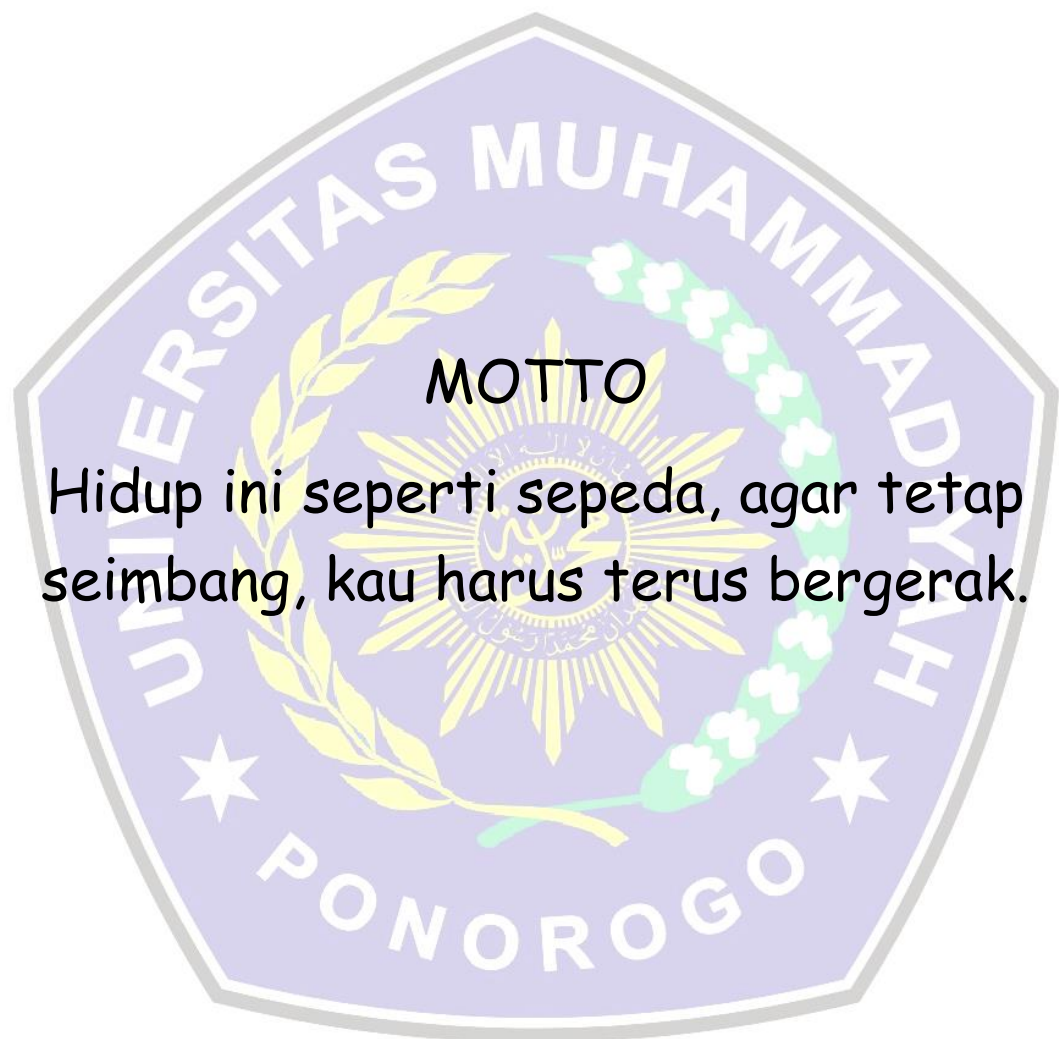 UNIVERSITAS MUHAMMADIYAH
MOTTO
Hidup ini seperti sepeda, agar tetap
seimbang, kau harus terus bergerak.
PONOROGO